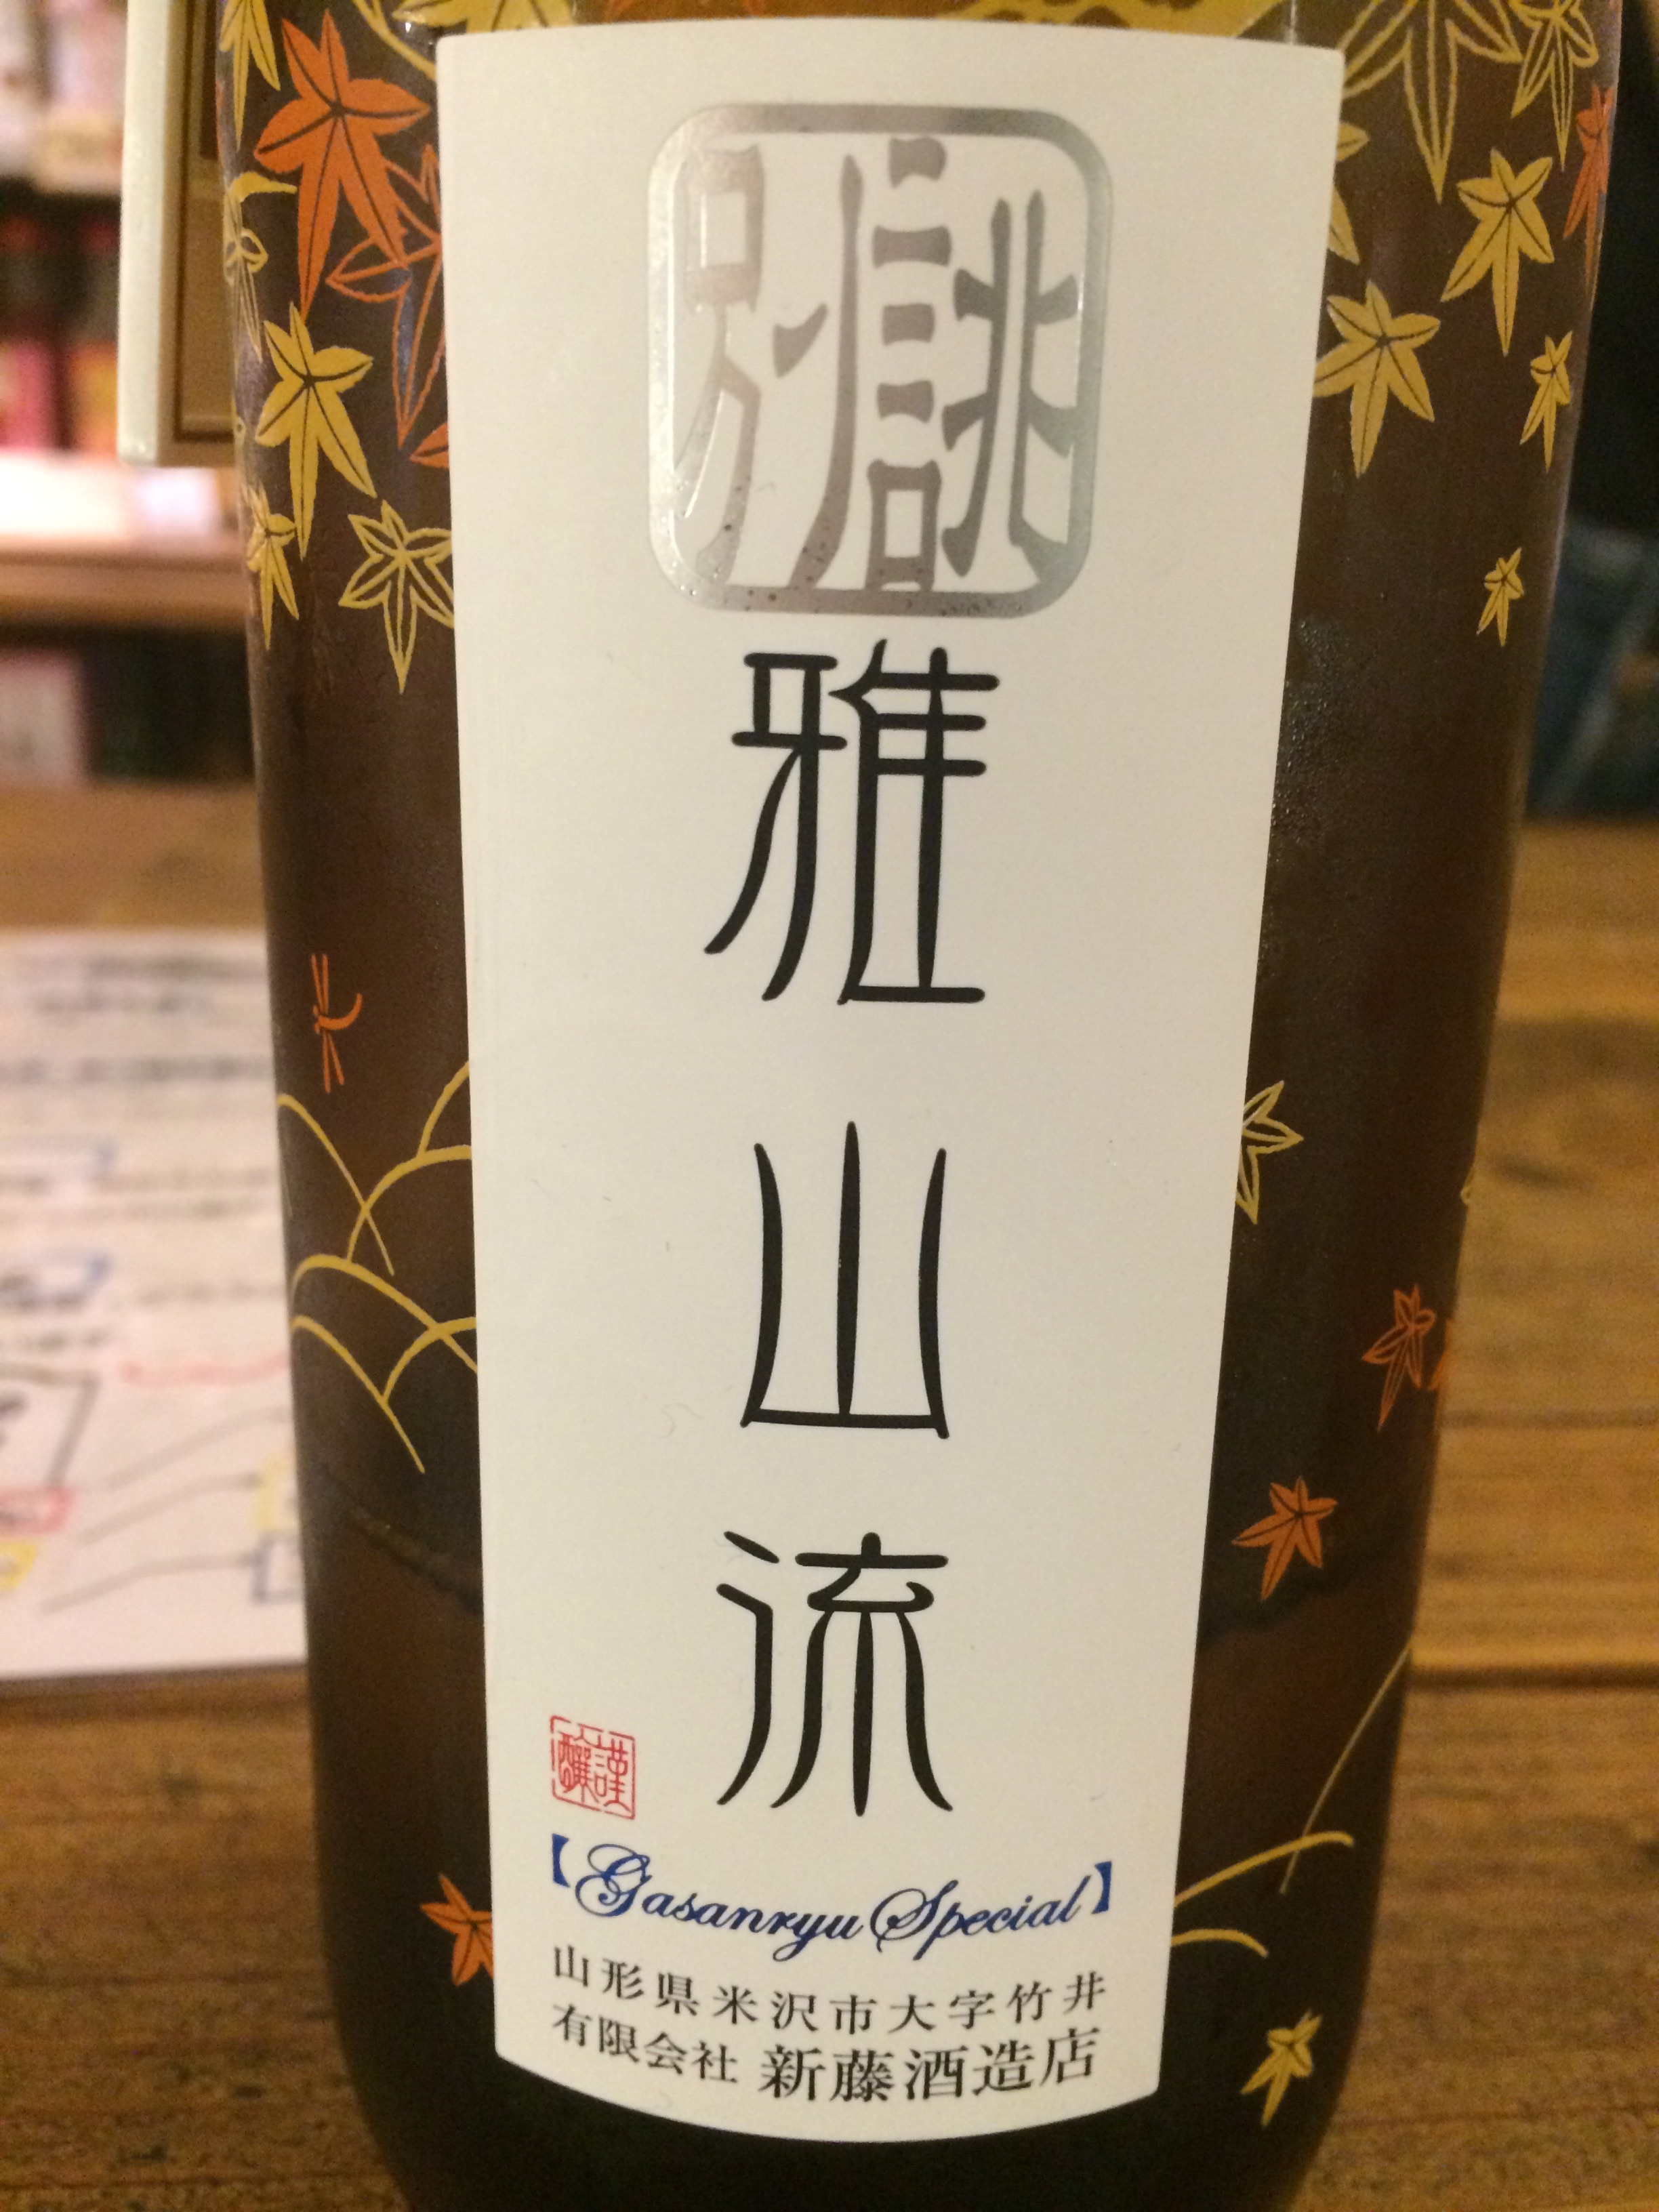 別誂
雅山流
謹醸
【Gasanryu Special】
山形県米沢市大字竹井
有限会社 新藤酒造店